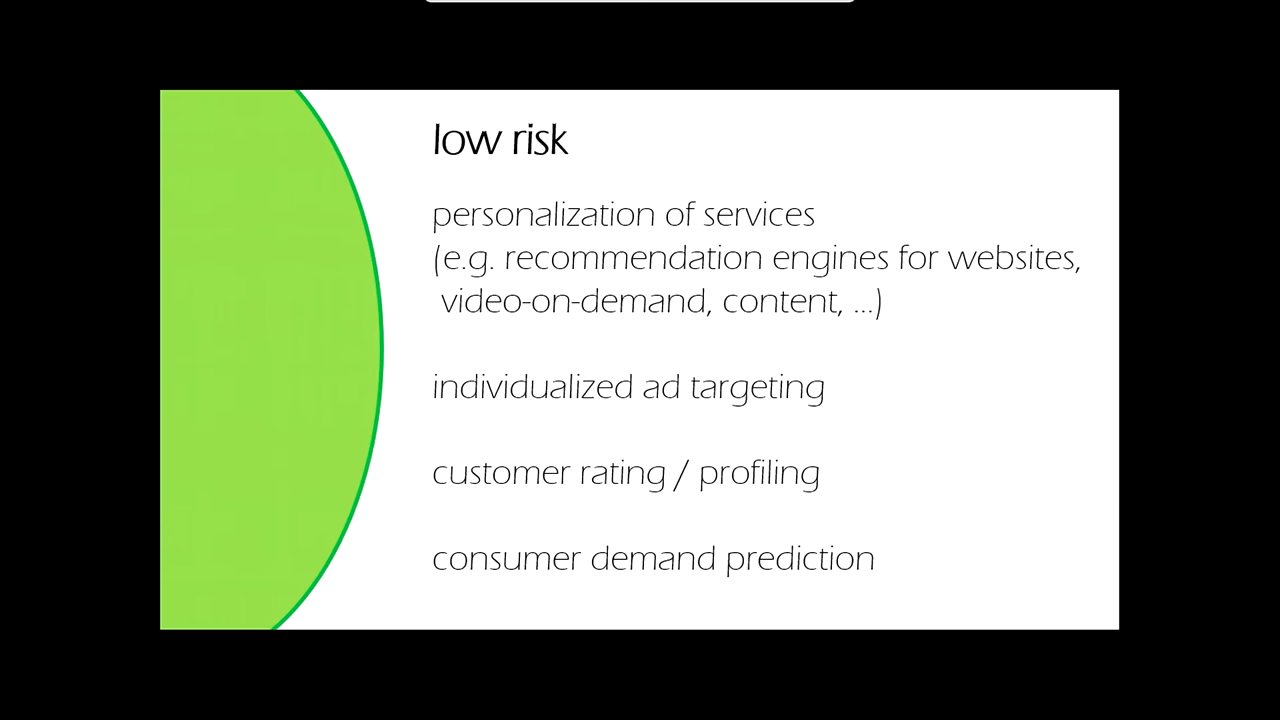 low risk
personalization of services
(e.g. recommendation engines for websites,
video-on-demand, content, ...)
individualized ad targeting
customer rating / profiling
consumer demand prediction